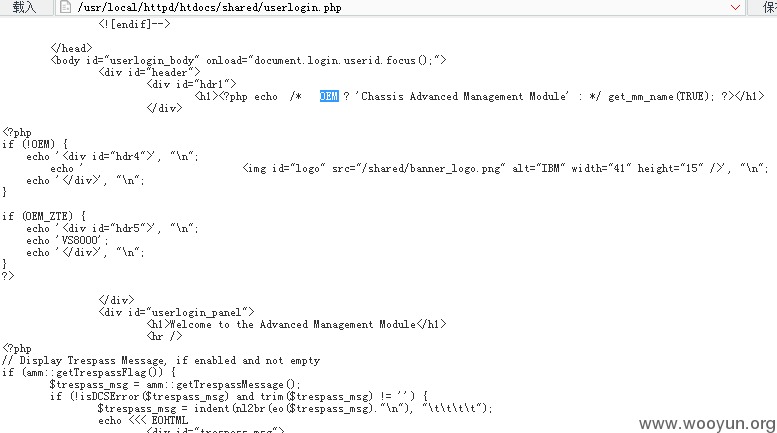 载入 /usr/local/httpd/htdocs/shared/userlogin.php 保存
<![endif]-->
</head>
<body id="userlogin_body" onload="document.login.userid.focus();">
<div id="header">
<div id="hdr1">
<h1><?php echo /* OEM ? 'Chassis Advanced Management Module' : */ get_mm_name(TRUE); ?></h1>
</div>
<?php
if (!OEM) {
echo '<div id="hdr4">', "\n";
echo ' <img id="logo" src="/shared/banner_logo.png" alt="IBM" width="41" height="15" />', "\n";
echo '</div>', "\n";
}
if (OEM_ZTE) {
echo '<div id="hdr5">', "\n";
echo 'VS8000';
echo '</div>', "\n";
}
?>
</div>
<div id="userlogin_panel">
<h1>Welcome to the Advanced Management Module</h1>
<hr />
<?php
// Display Trespass Message, if enabled and not empty
if (amm::getTrespassFlag()) {
$trespass_msg = amm::getTrespassMessage();
if (!isDCSError($trespass_msg) and trim($trespass_msg) != '') {
$trespass_msg = indent(nl2br(eo($trespass_msg)."\n"), "\t\t\t\t");
echo <<< EOHTML
<div id="trespass_msg">
www.wooyun.org